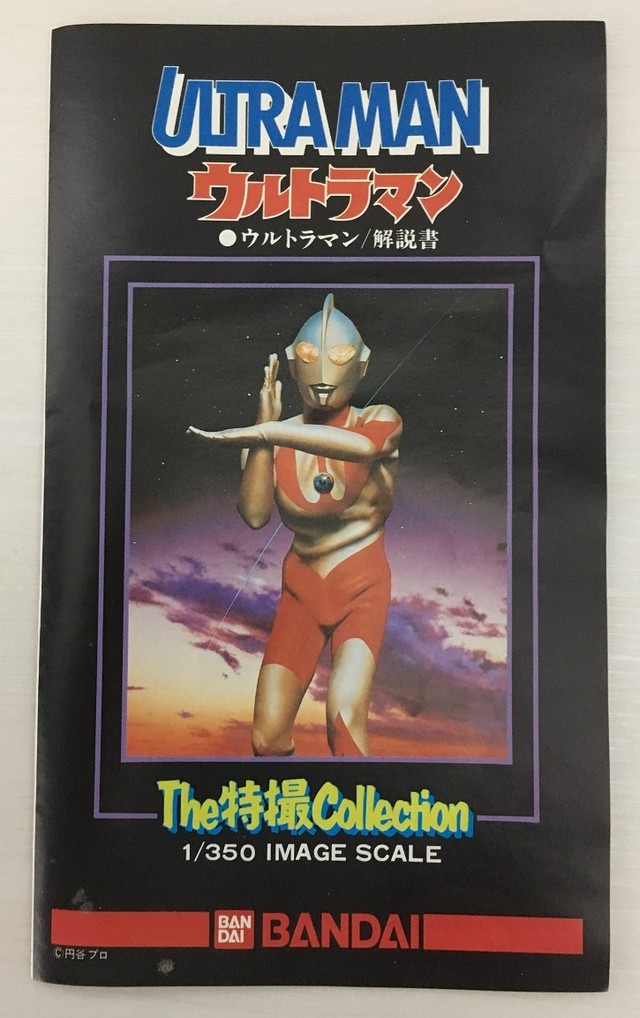 ULTRA MAN
ウルトラマン
●ウルトラマン/解説書
The特撮Collection
1/350 IMAGE SCALE
BAN
DAI
BANDAI
©円谷プロ